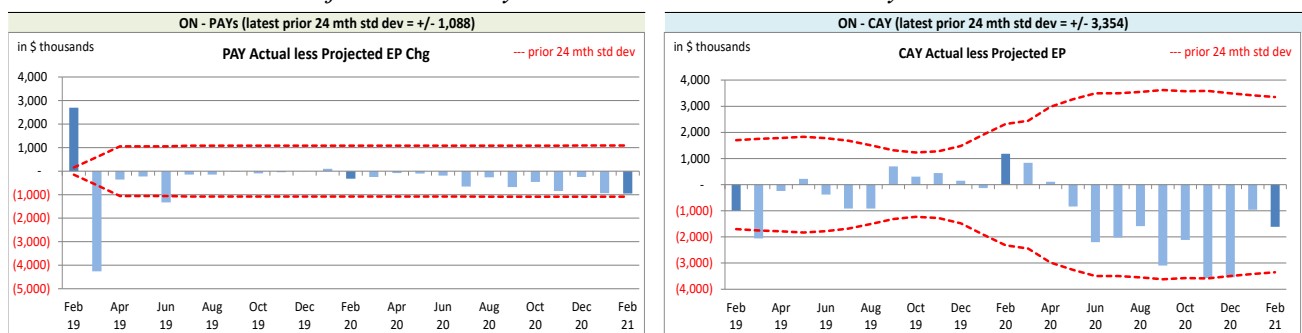 ON - PAYs (latest prior 24 mth std dev = +/- 1,088)
in $ thousands
PAY Actual less Projected EP Chg
--- prior 24 mth std dev
4,000
3,000
2,000
1,000
-
(1,000)
(2,000)
(3,000)
(4,000)
(5,000)
Feb Apr Jun Aug Oct Dec Feb Apr Jun Aug Oct Dec Feb
19 19 19 19 19 19 20 20 20 20 20 20 21
ON - CAY (latest prior 24 mth std dev = +/- 3,354)
in $ thousands
CAY Actual less Projected EP
--- prior 24 mth std dev
4,000
3,000
2,000
1,000
-
(1,000)
(2,000)
(3,000)
(4,000)
Feb Apr Jun Aug Oct Dec Feb Apr Jun Aug Oct Dec Feb
19 19 19 19 19 19 20 20 20 20 20 20 21